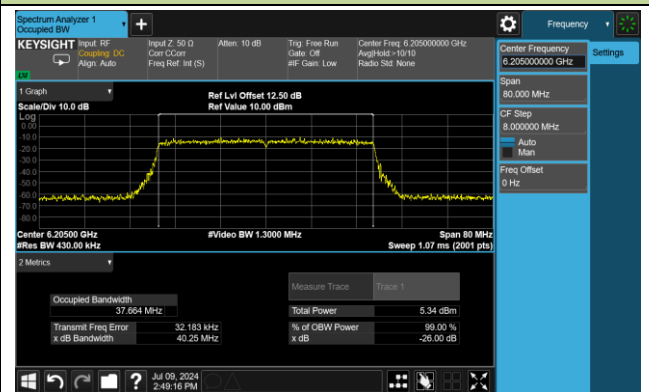 Spectrum Analyzer 1
Occupied BW
Frequency
KEYSIGHT
Input: RF
Coupling: DC
Align: Auto
Input Z: 50 Ω
Corr CCorr
Freq Ref: Int (S)
Atten: 10 dB
Trig: Free Run
Gate: Off
#IF Gain: Low
Center Freq: 6.205000000 GHz
Avg|Hold:>10/10
Radio Std: None
Center Frequency
6.205000000 GHz
Settings
Span
80.000 MHz
CF Step
8.000000 MHz
Auto
Man
Freq Offset
0 Hz
1 Graph
Scale/Div 10.0 dB
Ref Lvl Offset 12.50 dB
Ref Value 10.00 dBm
Log
0.00
-10.0
-20.0
-30.0
-40.0
-50.0
-60.0
-70.0
-80.0
Center 6.20500 GHz
#Res BW 430.00 kHz
#Video BW 1.3000 MHz
Span 80 MHz
Sweep 1.07 ms (2001 pts)
2 Metrics
Measure Trace
Trace 1
Occupied Bandwidth
37.664 MHz
Total Power
5.34 dBm
Transmit Freq Error
32.183 kHz
% of OBW Power
99.00 %
x dB Bandwidth
40.25 MHz
x dB
-26.00 dB
Jul 09, 2024
2:49:16 PM